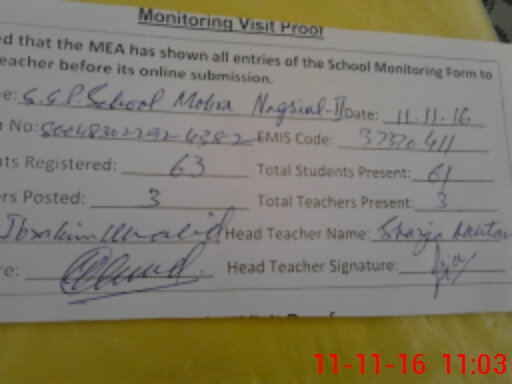 Monitoring Visit Proof
ed that the MEA has shown all entries of the School Monitoring Form to
eacher before its online submission.
e: G.G.P. School Mohra Nagrial-II Date: 11.11-16
n No: EMIS Code: 37370411
ts Registered: 63 Total Students Present: 61
rs Posted: 3 Total Teachers Present: 3
Ibrahim Head Teacher Name: Shazia
re: Head Teacher Signature:
11-11-16 11:03